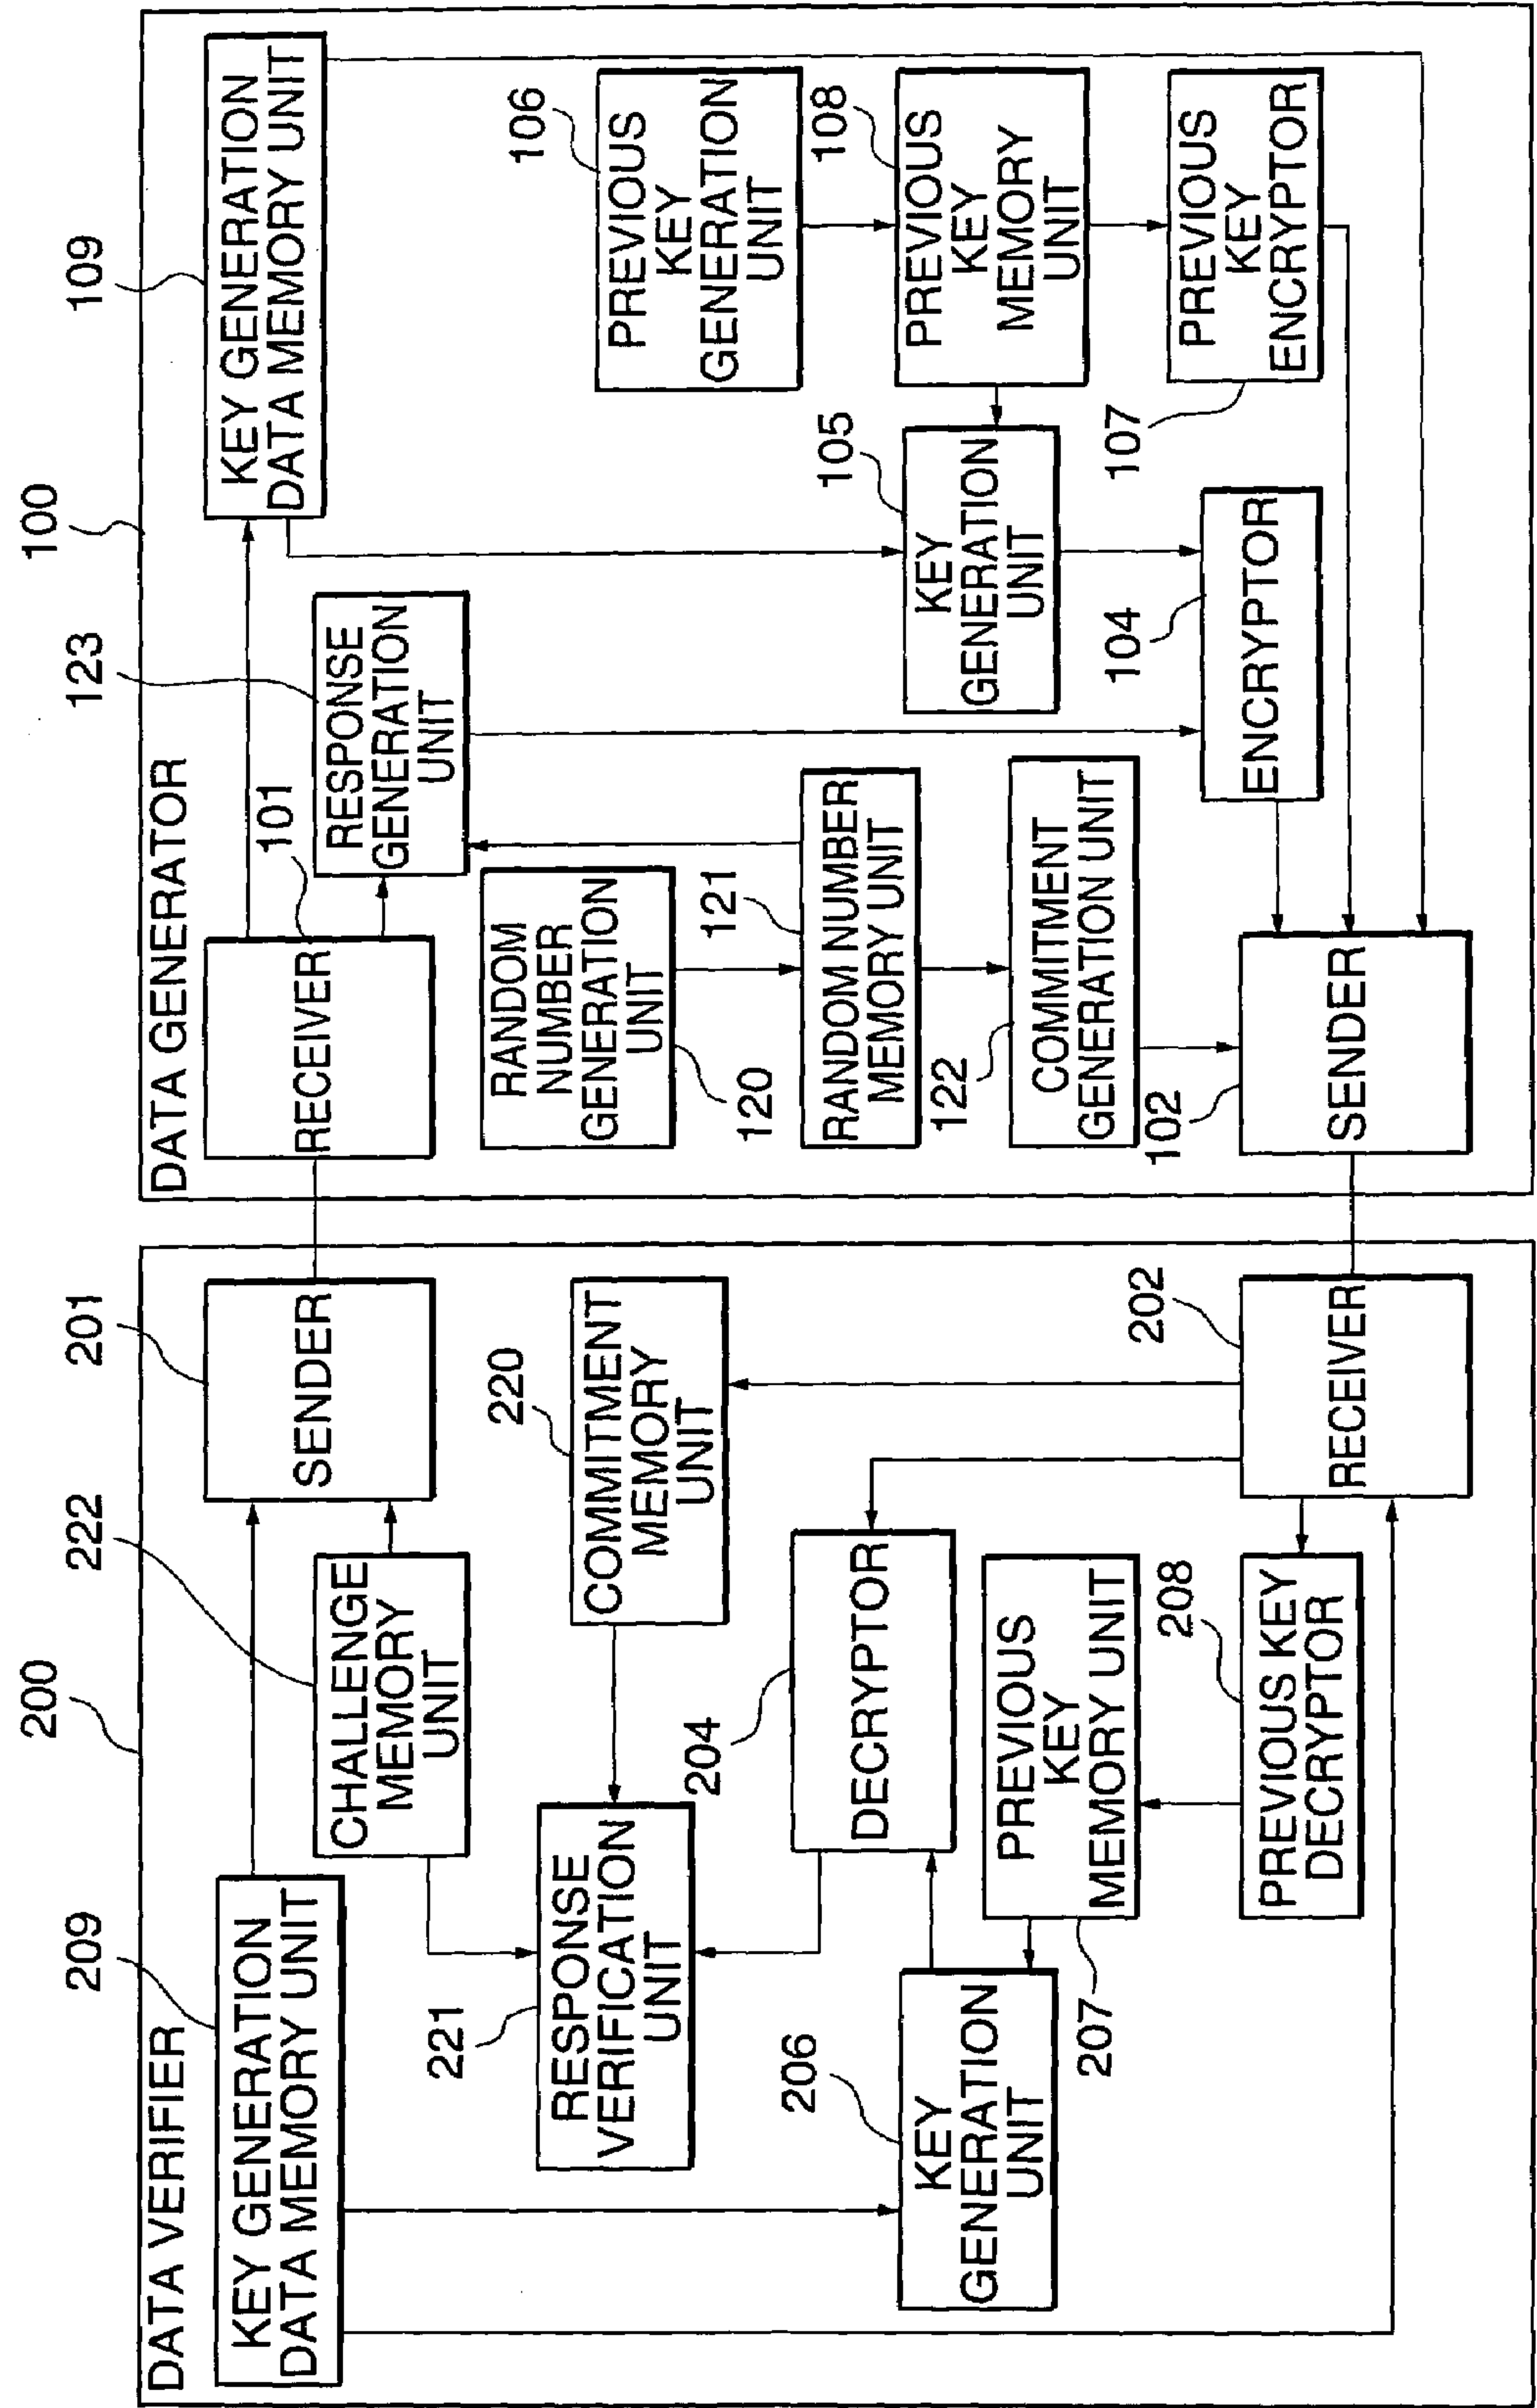 200
DATA VERIFIER
209
KEY GENERATION
DATA MEMORY UNIT
222
CHALLENGE
MEMORY
UNIT
201
SENDER
221
RESPONSE
VERIFICATION
UNIT
220
COMMITMENT
MEMORY
UNIT
204
DECRYPTOR
206
KEY
GENERATION
UNIT
207
PREVIOUS
KEY
MEMORY UNIT
208
PREVIOUS KEY
DECRYPTOR
202
RECEIVER
100
DATA GENERATOR
101
RECEIVER
123
RESPONSE
GENERATION
UNIT
109
KEY GENERATION
DATA MEMORY UNIT
120
RANDOM
NUMBER
GENERATION
UNIT
121
RANDOM NUMBER
MEMORY UNIT
122
COMMITMENT
GENERATION UNIT
102
SENDER
104
ENCRYPTOR
105
KEY
GENERATION
UNIT
106
PREVIOUS
KEY
GENERATION
UNIT
108
PREVIOUS
KEY
MEMORY
UNIT
107
PREVIOUS
KEY
ENCRYPTOR